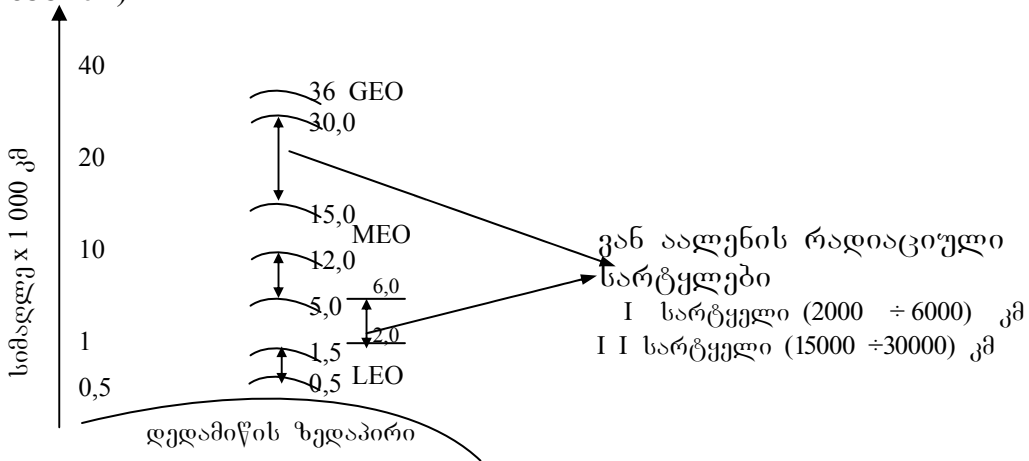 40
36 GEO
30,0
20
15,0
MEO
10
12,0
6,0
5,0
2,0
1
1,5
LEO
0,5
0,5
სიმაღლე x 1 000 კმ
დედამიწის ზედაპირი
ვან აალენის რადიაციული
სარტყლები
I სარტყელი (2000 ÷ 6000) კმ
I I სარტყელი (15000 ÷30000) კმ